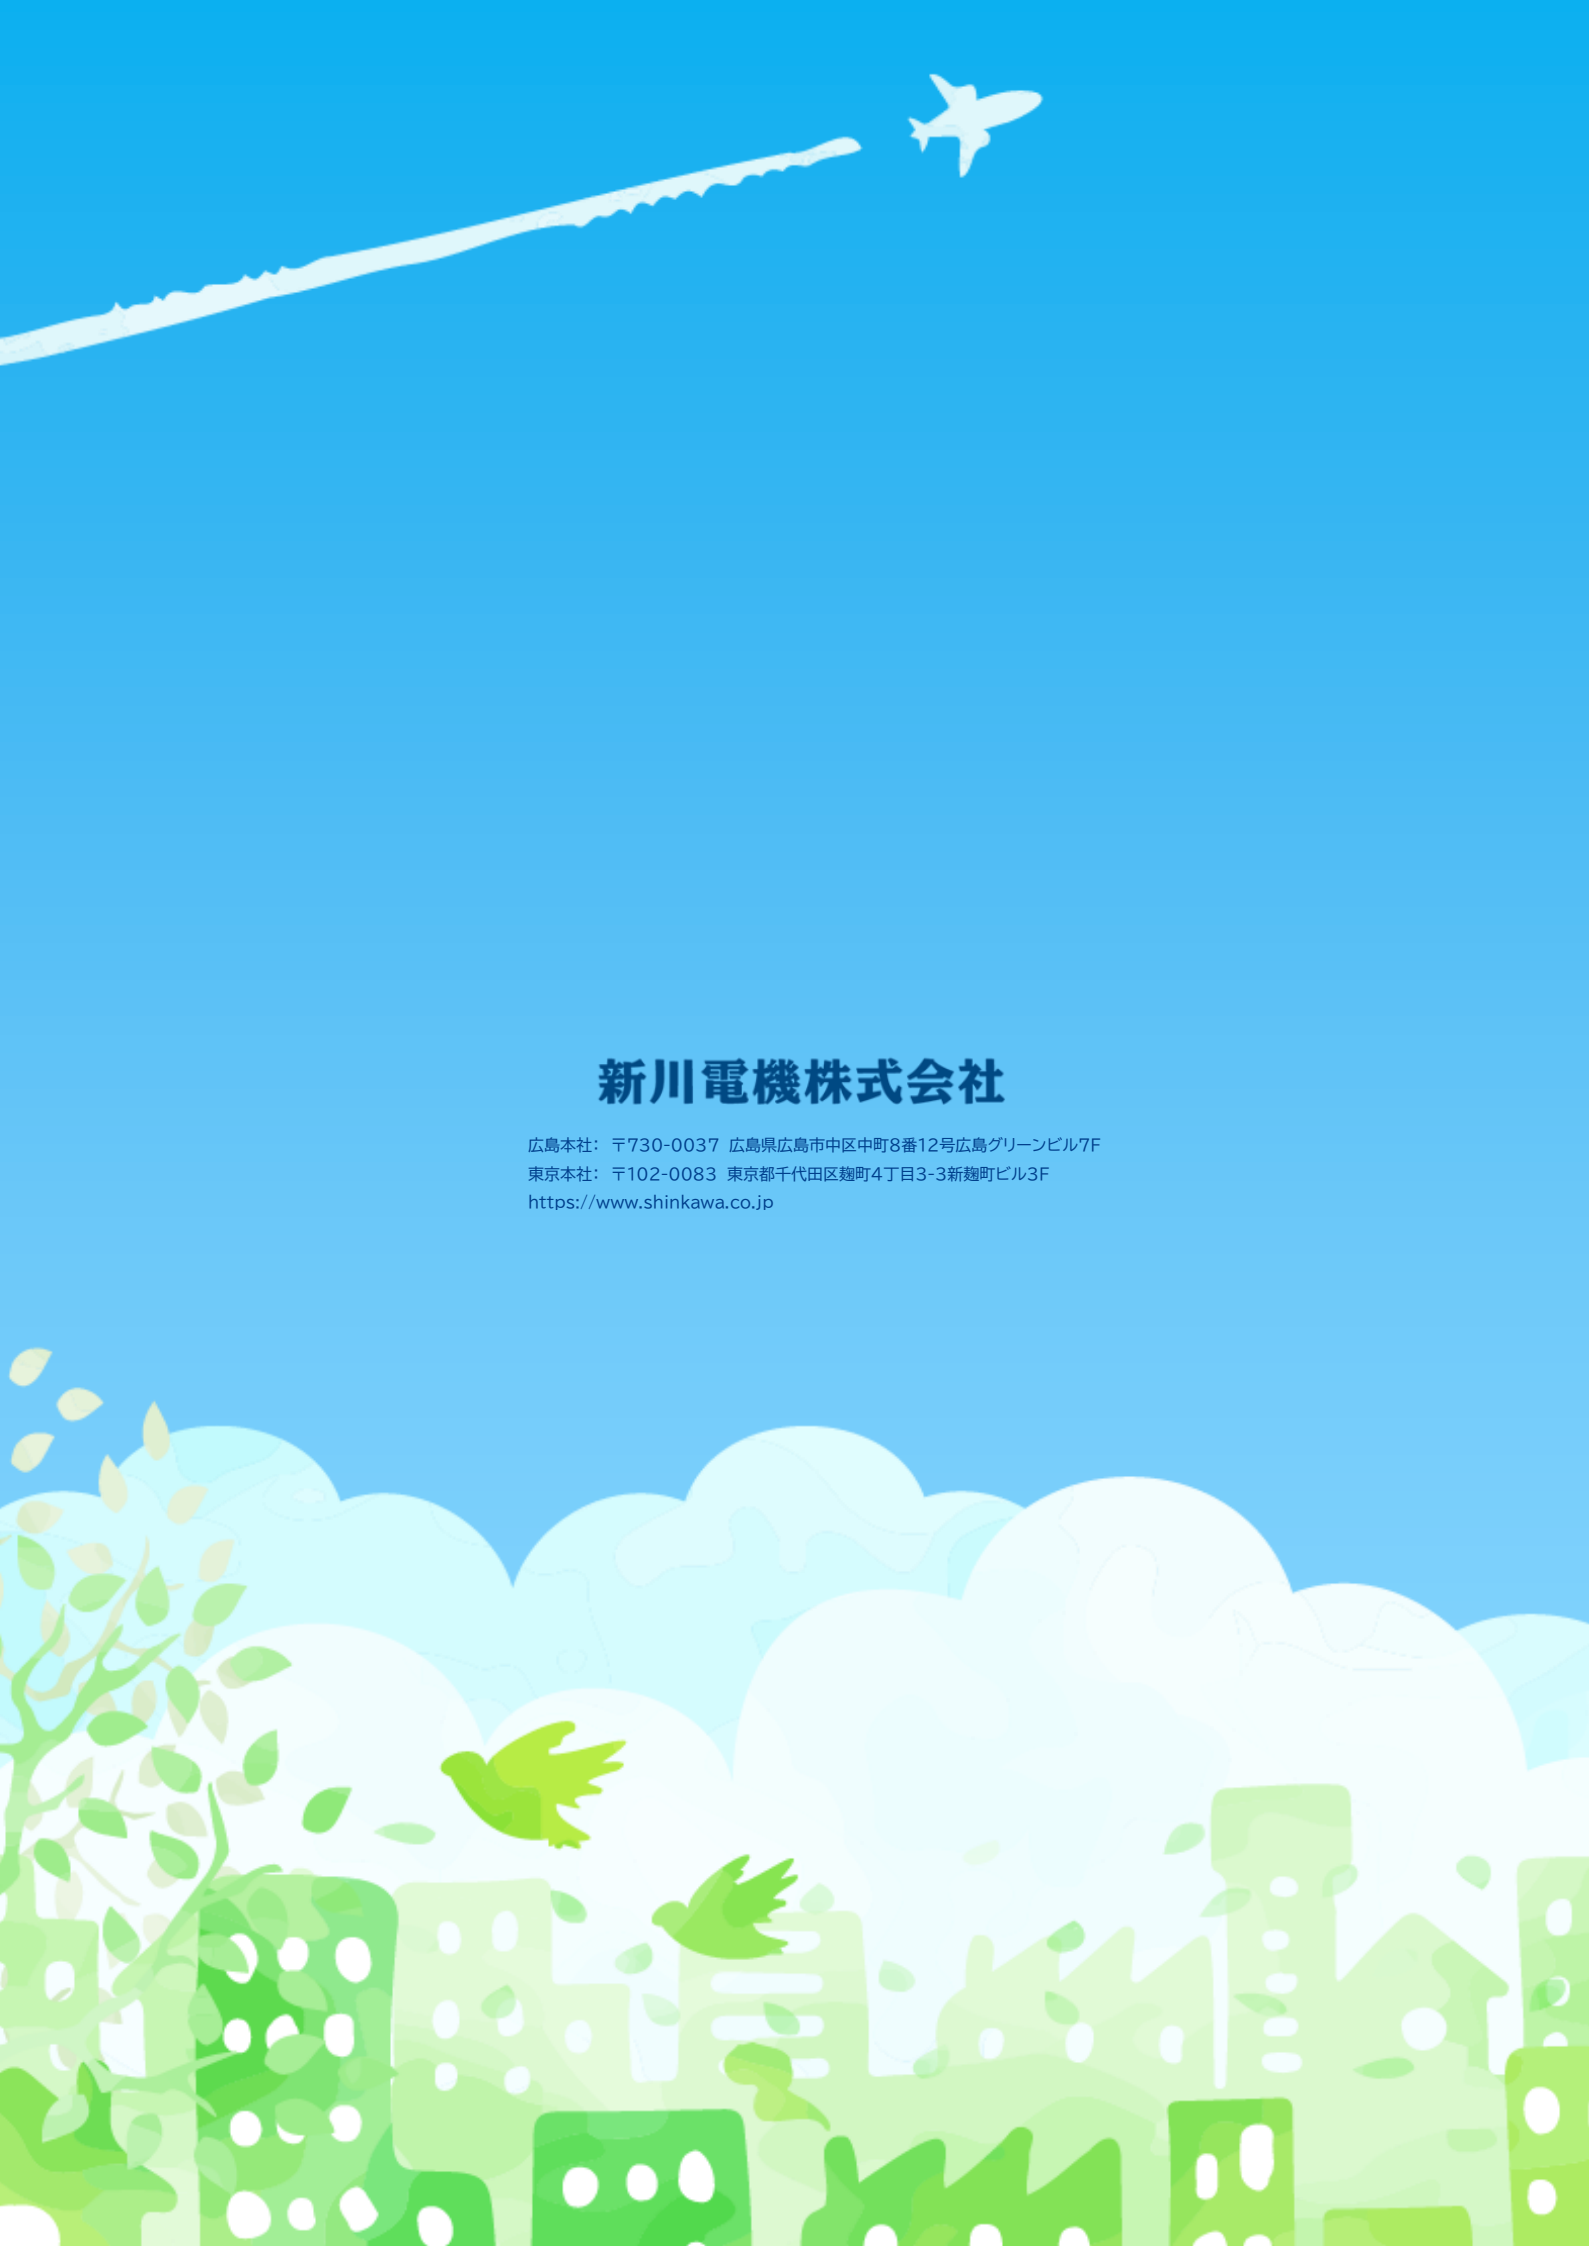 新川電機株式会社
広島本社： 〒730-0037 広島県広島市中区中町8番12号広島グリーンビル7F
東京本社： 〒102-0083 東京都千代田区麹町4丁目3-3新麹町ビル3F
https://www.shinkawa.co.jp